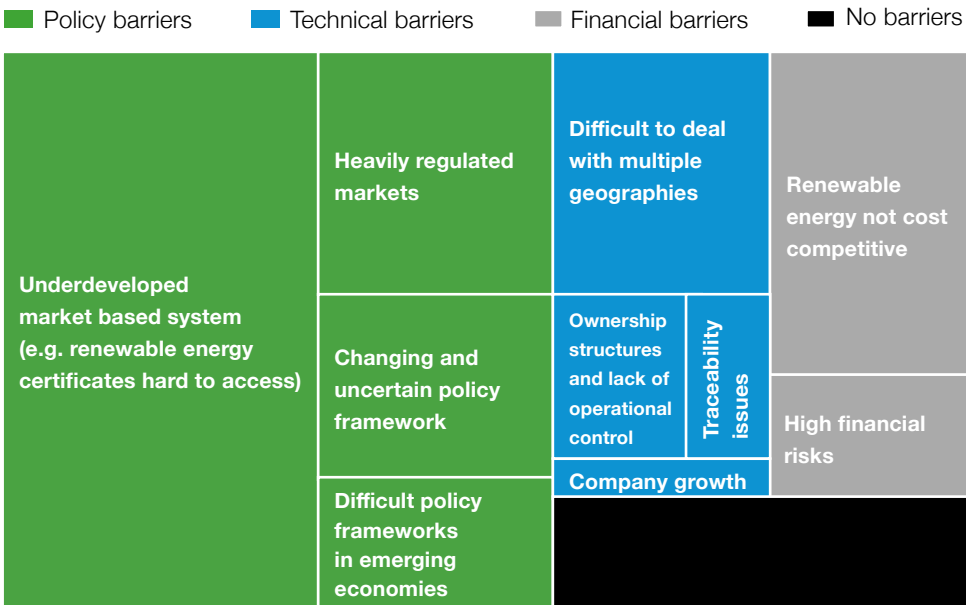 Policy barriers
Technical barriers
Financial barriers
No barriers
Underdeveloped
market based system
(e.g. renewable energy
certificates hard to access)
Heavily regulated
markets
Changing and
uncertain policy
framework
Difficult policy
frameworks
in emerging
economies
Difficult to deal
with multiple
geographies
Ownership
structures
and lack of
operational
control
Traceability
issues
Company growth
Renewable
energy not cost
competitive
High financial
risks